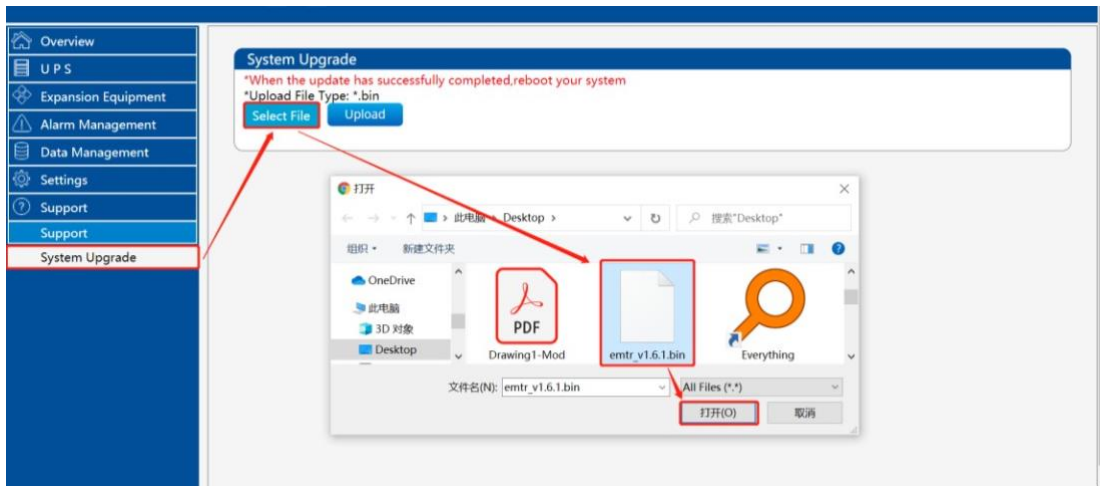 Overview
UPS
Expansion Equipment
Alarm Management
Data Management
Settings
Support
Support
System Upgrade
System Upgrade
*When the update has successfully completed,reboot your system
*Upload File Type: *.bin
Select File Upload
打开
此电脑 › Desktop ›
搜索"Desktop"
组织 新建文件夹
OneDrive
此电脑
3D 对象
Desktop
PDF
Drawing1-Mod emtr_v1.6.1.bin Everything
文件名(N): emtr_v1.6.1.bin All Files (*.*)
打开(O) 取消